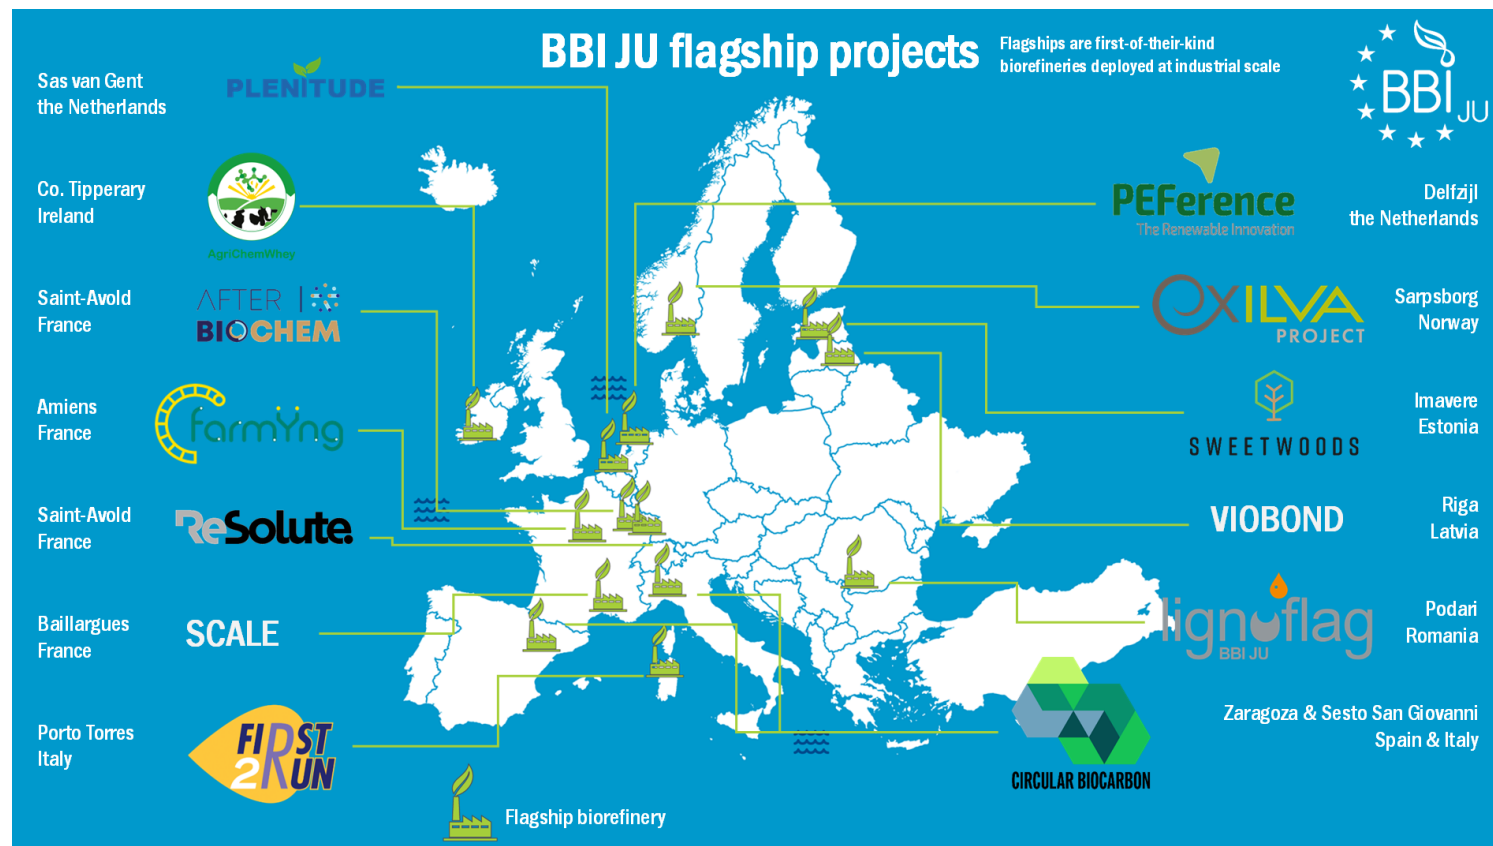 BBI JU flagship projects
Flagships are first-of-their-kind
biorefineries deployed at industrial scale
BBI JU
Sas van Gent
the Netherlands
PLENITUDE
Co. Tipperary
Ireland
AgriChemWhey
Saint-Avold
France
AFTER
BIOCHEM
Amiens
France
farmYng
Saint-Avold
France
ReSolute.
Baillargues
France
SCALE
Porto Torres
Italy
FIRST
2RUN
Flagship biorefinery
PEFerence
The Renewable Innovation
Delfzijl
the Netherlands
EXILVA
PROJECT
Sarpsborg
Norway
SWEETWOODS
Imavere
Estonia
VIOBOND
Riga
Latvia
lignoflag
BBI JU
Podari
Romania
CIRCULAR BIOCARBON
Zaragoza & Sesto San Giovanni
Spain & Italy